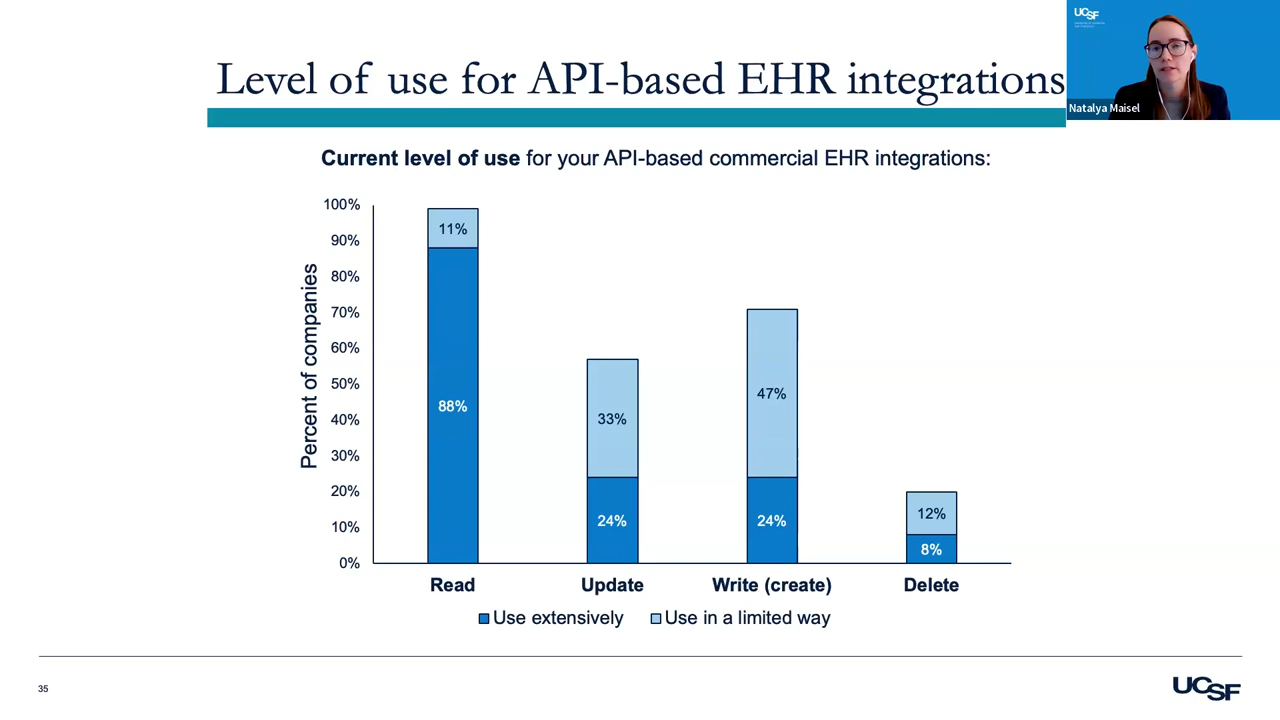 Level of use for API-based EHR integrations
UCSF
Natalya Maisel
Current level of use for your API-based commercial EHR integrations:
Percent of companies
100%
90%
80%
70%
60%
50%
40%
30%
20%
10%
0%
11%
88%
33%
24%
47%
24%
12%
8%
Read
Update
Write (create)
Delete
Use extensively
Use in a limited way
35
UCSF